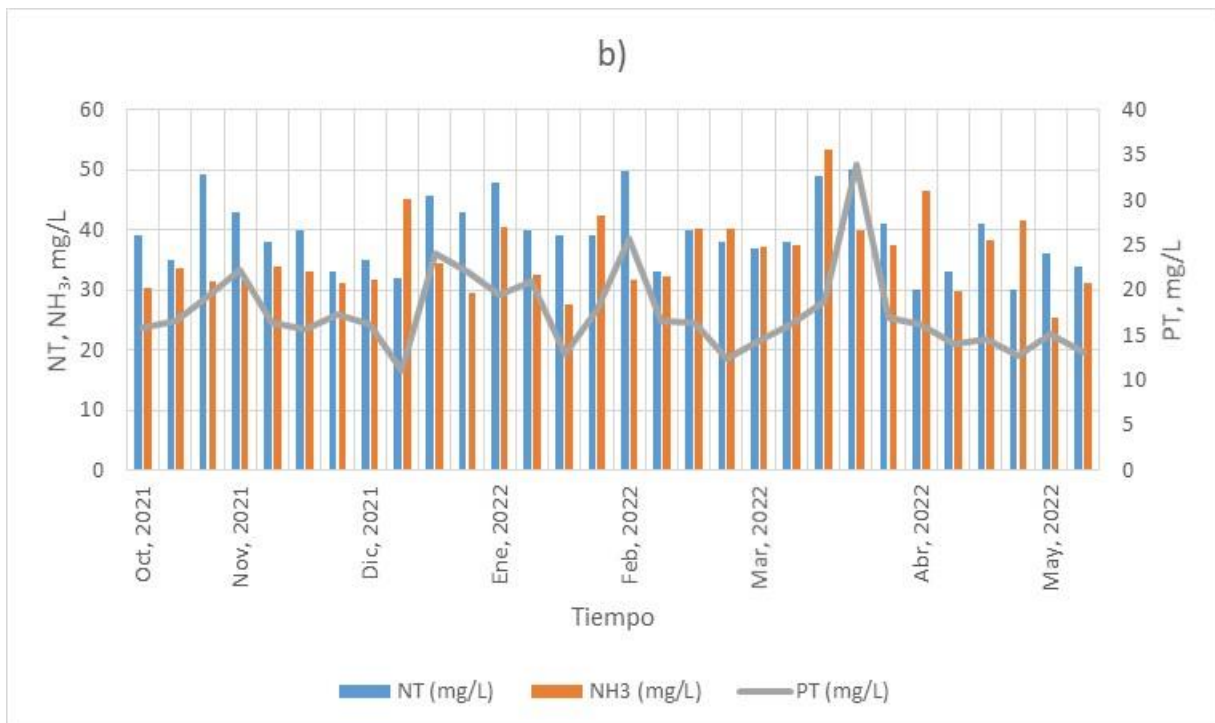 b)
60
50
40
30
20
10
0
NT, NH₃, mg/L
40
35
30
25
20
15
10
5
0
PT, mg/L
Oct, 2021
Nov, 2021
Dic, 2021
Ene, 2022
Feb, 2022
Mar, 2022
Abr, 2022
May, 2022
Tiempo
NT (mg/L) NH3 (mg/L) PT (mg/L)